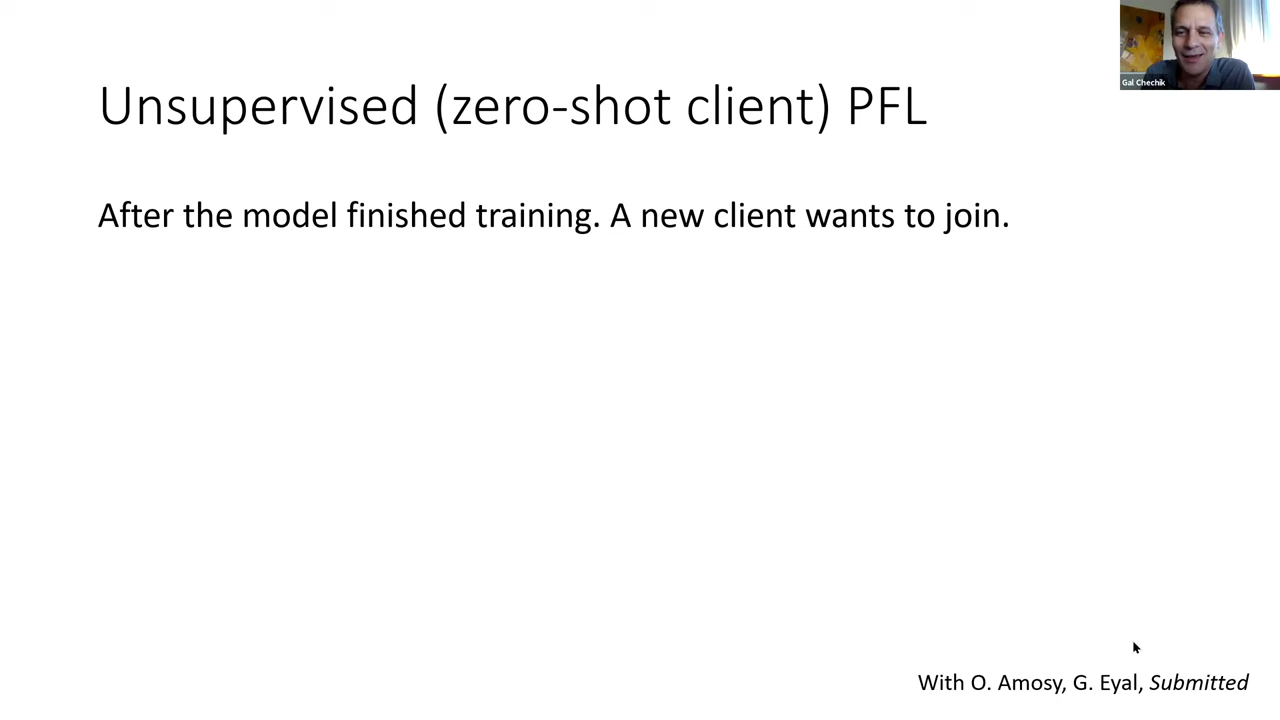 Gal Chechik
Unsupervised (zero-shot client) PFL
After the model finished training. A new client wants to join.
With O. Amosy, G. Eyal, Submitted